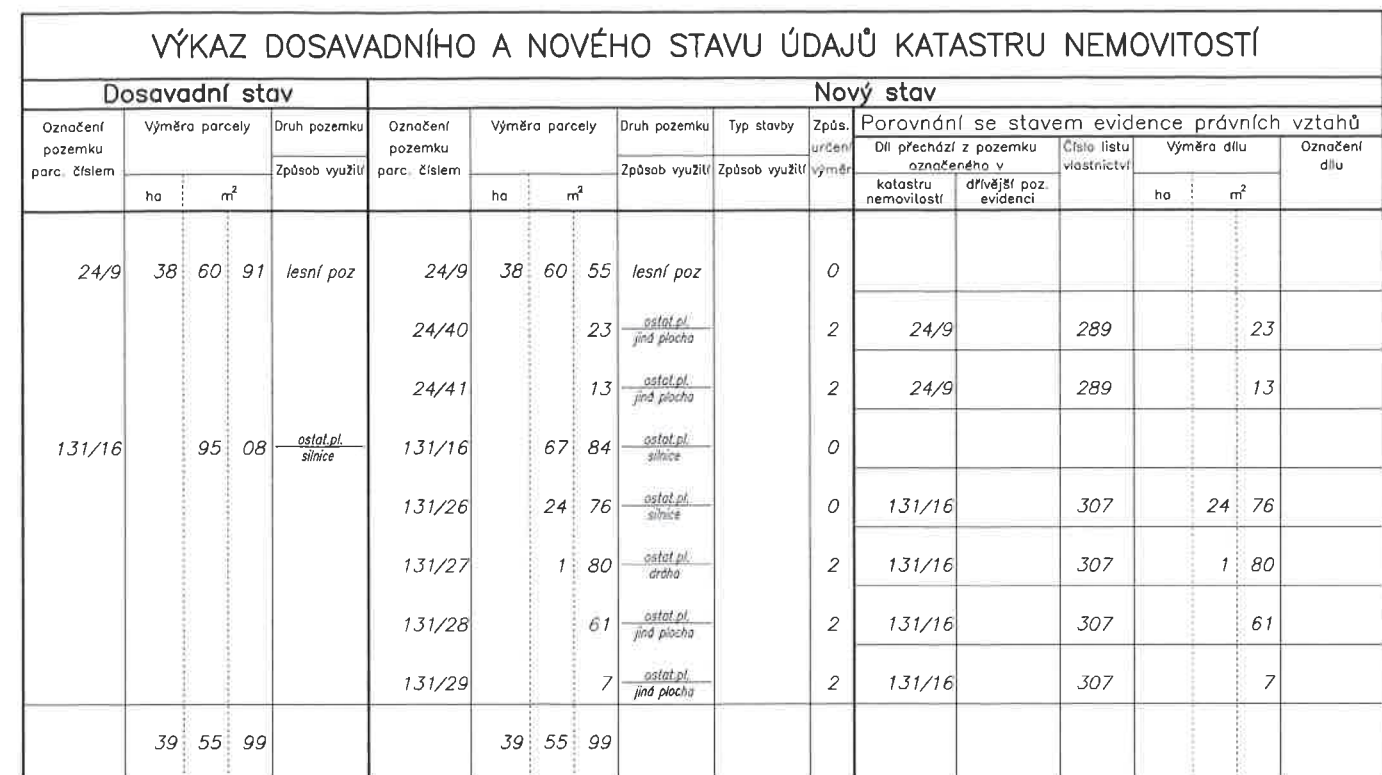 VÝKAZ DOSAVADNÍHO A NOVÉHO STAVU ÚDAJŮ KATASTRU NEMOVITOSTÍ
Dosavadní stav Nový stav
Označení pozemku parc. číslem Výměra parcely ha m² Druh pozemku Způsob využití Označení pozemku parc. číslem Výměra parcely ha m² Druh pozemku Způsob využití Typ stavby Způsob využití Způs. určení výměr Porovnání se stavem evidence právních vztahů
Díl přechází z pozemku označeného v katastru nemovitostí dřívější poz. evidenci Číslo listu vlastnictví Výměra dílu ha m² Označení dílu
24/9 38 60 91 lesní poz 24/9 38 60 55 lesní poz 0
24/40 23 ostat.pl. jiná plocha 2 24/9 289 23
24/41 13 ostat.pl. jiná plocha 2 24/9 289 13
131/16 95 08 ostat.pl. silnice 131/16 67 84 ostat.pl. silnice 0
131/26 24 76 ostat.pl. silnice 0 131/16 307 24 76
131/27 1 80 ostat.pl. dráha 2 131/16 307 1 80
131/28 61 ostat.pl. jiná plocha 2 131/16 307 61
131/29 7 ostat.pl. jiná plocha 2 131/16 307 7
39 55 99 39 55 99